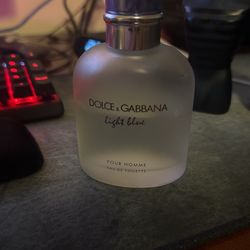 DOLCE & GABBANA
light blue
POUR HOMME
EAU DE TOILETTE